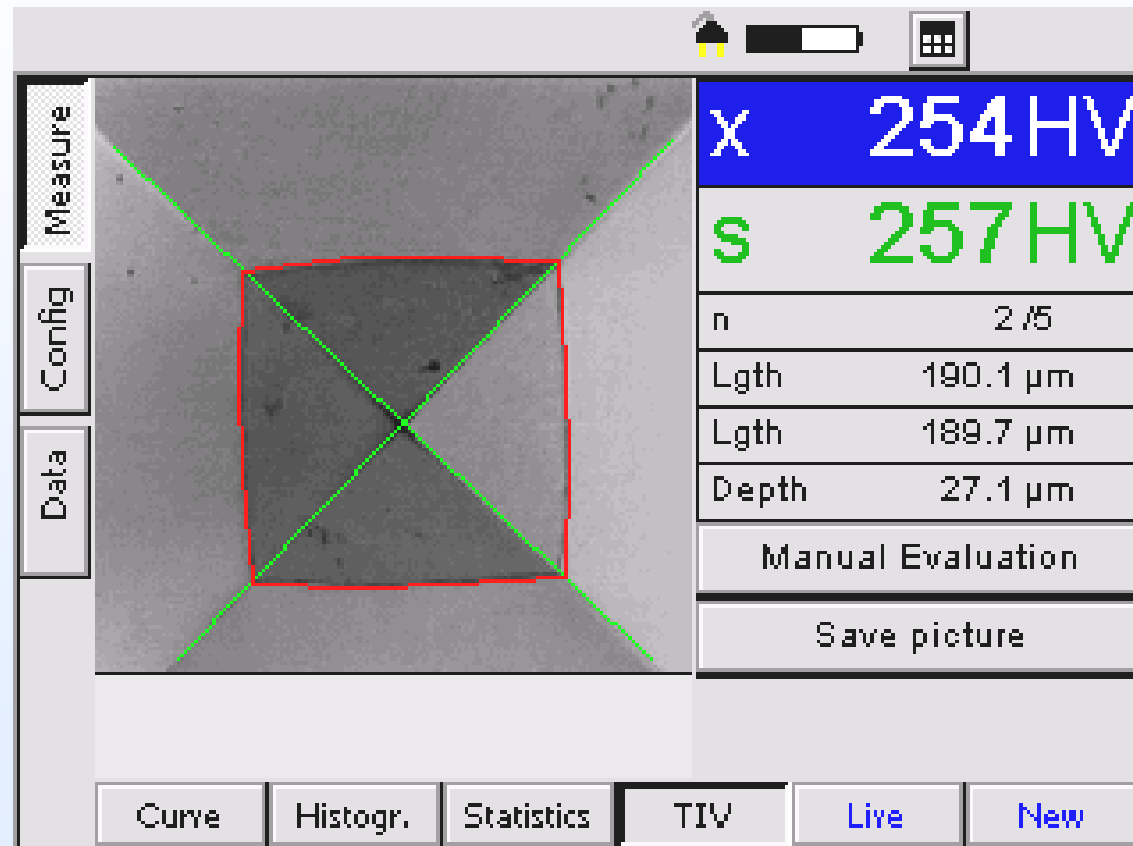 Measure
Config
Data
x 254 HV
s 257 HV
n 2 /5
Lgth 190.1 µm
Lgth 189.7 µm
Depth 27.1 µm
Manual Evaluation
Save picture
Curve Histogr. Statistics TIV Live New